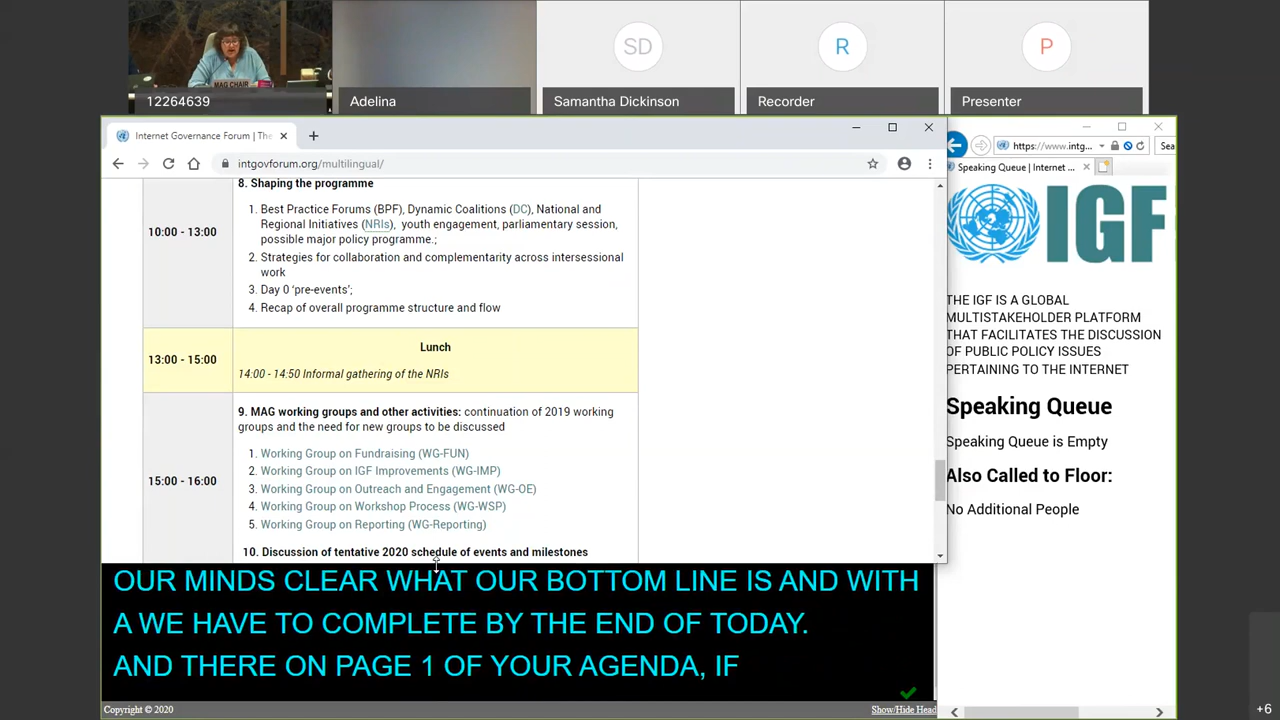 SD
R
P
MAG CHAIR
12264639
Adelina
Samantha Dickinson
Recorder
Presenter
Internet Governance Forum | The
intgovforum.org/multilingual/
8. Shaping the programme
10:00 - 13:00
1. Best Practice Forums (BPF), Dynamic Coalitions (DC), National and
Regional Initiatives (NRIs), youth engagement, parliamentary session,
possible major policy programme.;
2. Strategies for collaboration and complementarity across intersessional
work
3. Day 0 ‘pre-events’;
4. Recap of overall programme structure and flow
13:00 - 15:00
Lunch
14:00 - 14:50 Informal gathering of the NRIs
15:00 - 16:00
9. MAG working groups and other activities: continuation of 2019 working
groups and the need for new groups to be discussed
1. Working Group on Fundraising (WG-FUN)
2. Working Group on IGF Improvements (WG-IMP)
3. Working Group on Outreach and Engagement (WG-OE)
4. Working Group on Workshop Process (WG-WSP)
5. Working Group on Reporting (WG-Reporting)
10. Discussion of tentative 2020 schedule of events and milestones
https://www.intg...
Sea
Speaking Queue | Internet ...
IGF
THE IGF IS A GLOBAL
MULTISTAKEHOLDER PLATFORM
THAT FACILITATES THE DISCUSSION
OF PUBLIC POLICY ISSUES
PERTAINING TO THE INTERNET
Speaking Queue
Speaking Queue is Empty
Also Called to Floor:
No Additional People
OUR MINDS CLEAR WHAT OUR BOTTOM LINE IS AND WITH
A WE HAVE TO COMPLETE BY THE END OF TODAY.
AND THERE ON PAGE 1 OF YOUR AGENDA, IF
Copyright © 2020
Show/Hide Head
+6